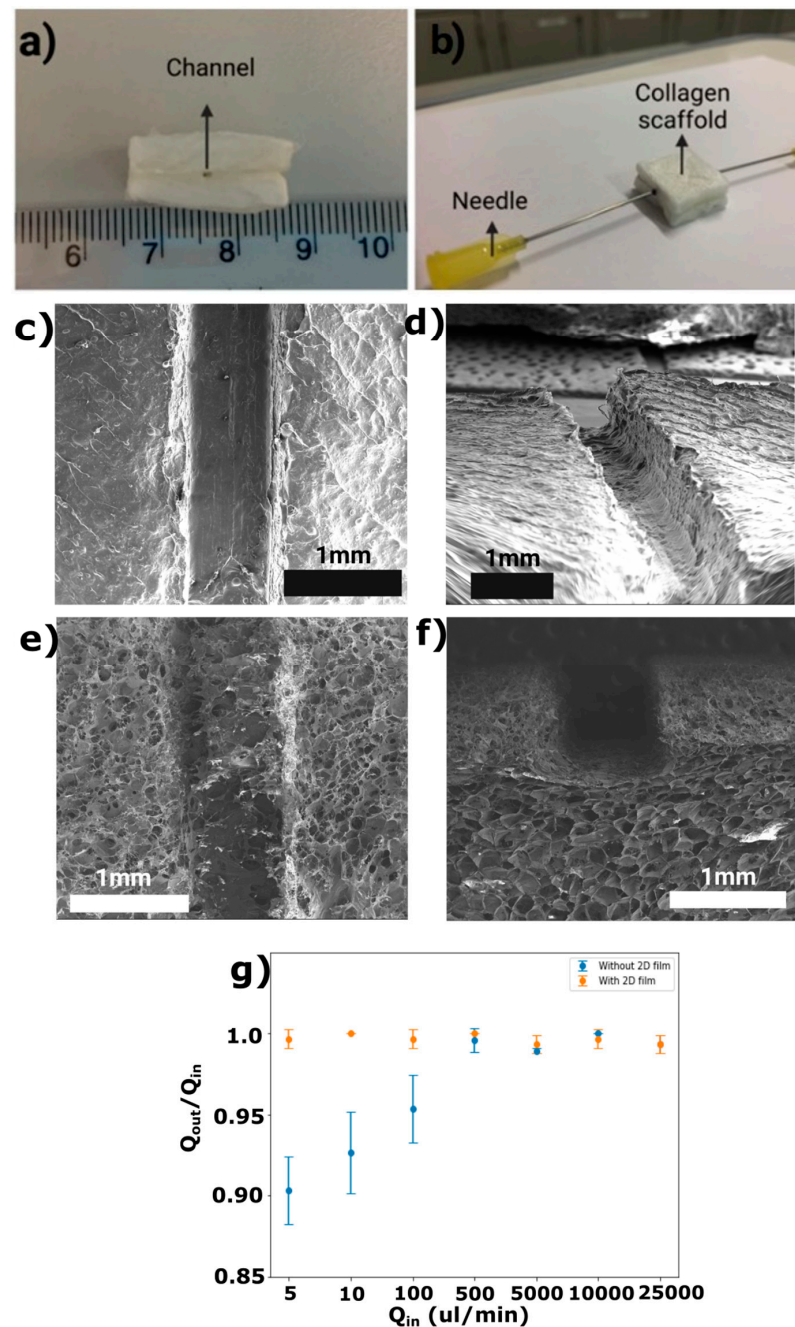 a)
Channel
6 7 8 9 10
b)
Collagen
scaffold
Needle
c)
1mm
d)
1mm
e)
1mm
f)
1mm
g)
Without 2D film
With 2D film
1.0
0.95
0.90
0.85
Qout/Qin
5 10 100 500 5000 10000 25000
Qin (ul/min)